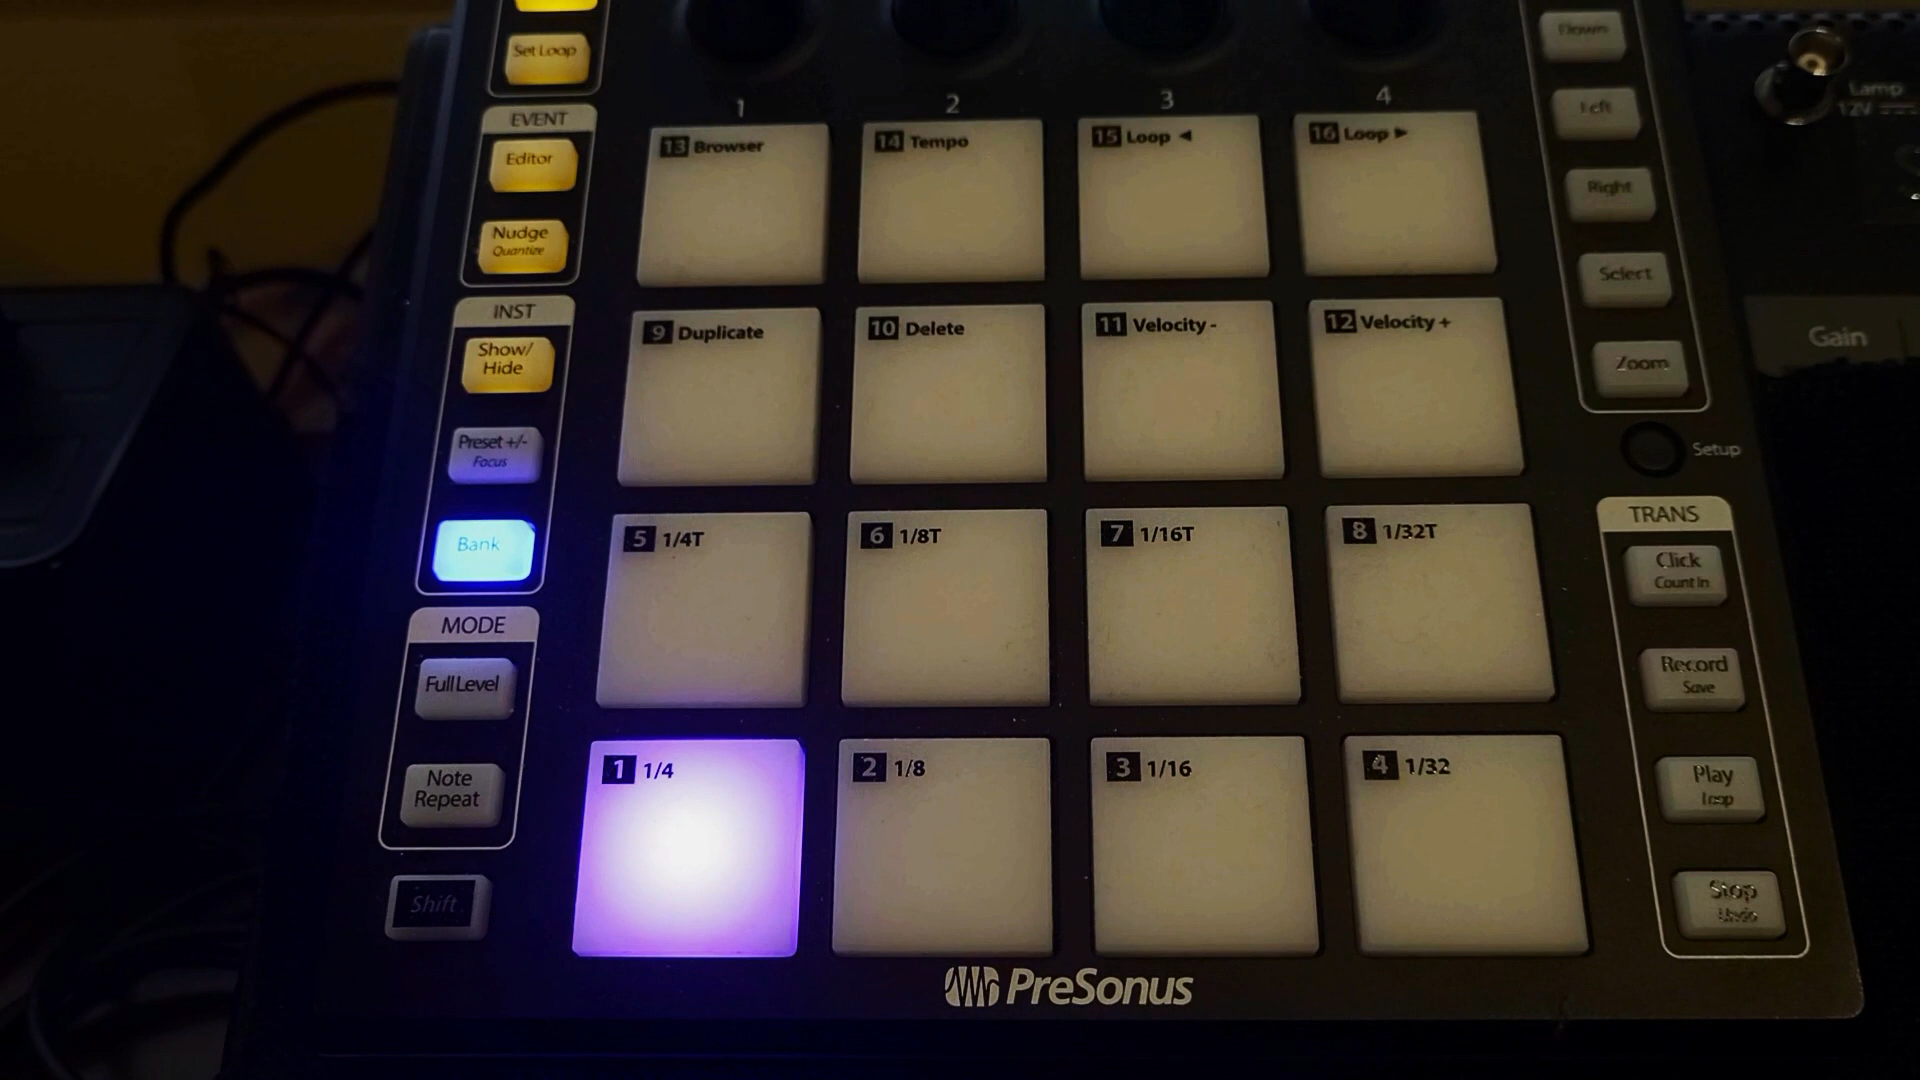 Set Loop
EVENT
Editor
Nudge
Quantize
INST
Show/
Hide
Preset +/-
Focus
Bank
MODE
Full Level
Note
Repeat
Shift
1 2 3 4
13 Browser
14 Tempo
15 Loop ◄
16 Loop ►
9 Duplicate
10 Delete
11 Velocity -
12 Velocity +
5 1/4T
6 1/8T
7 1/16T
8 1/32T
1 1/4
2 1/8
3 1/16
4 1/32
PreSonus
Down
Left
Right
Select
Zoom
Setup
TRANS
Click
Count In
Record
Save
Play
Loop
Stop
Undo
Lamp
12V
Gain